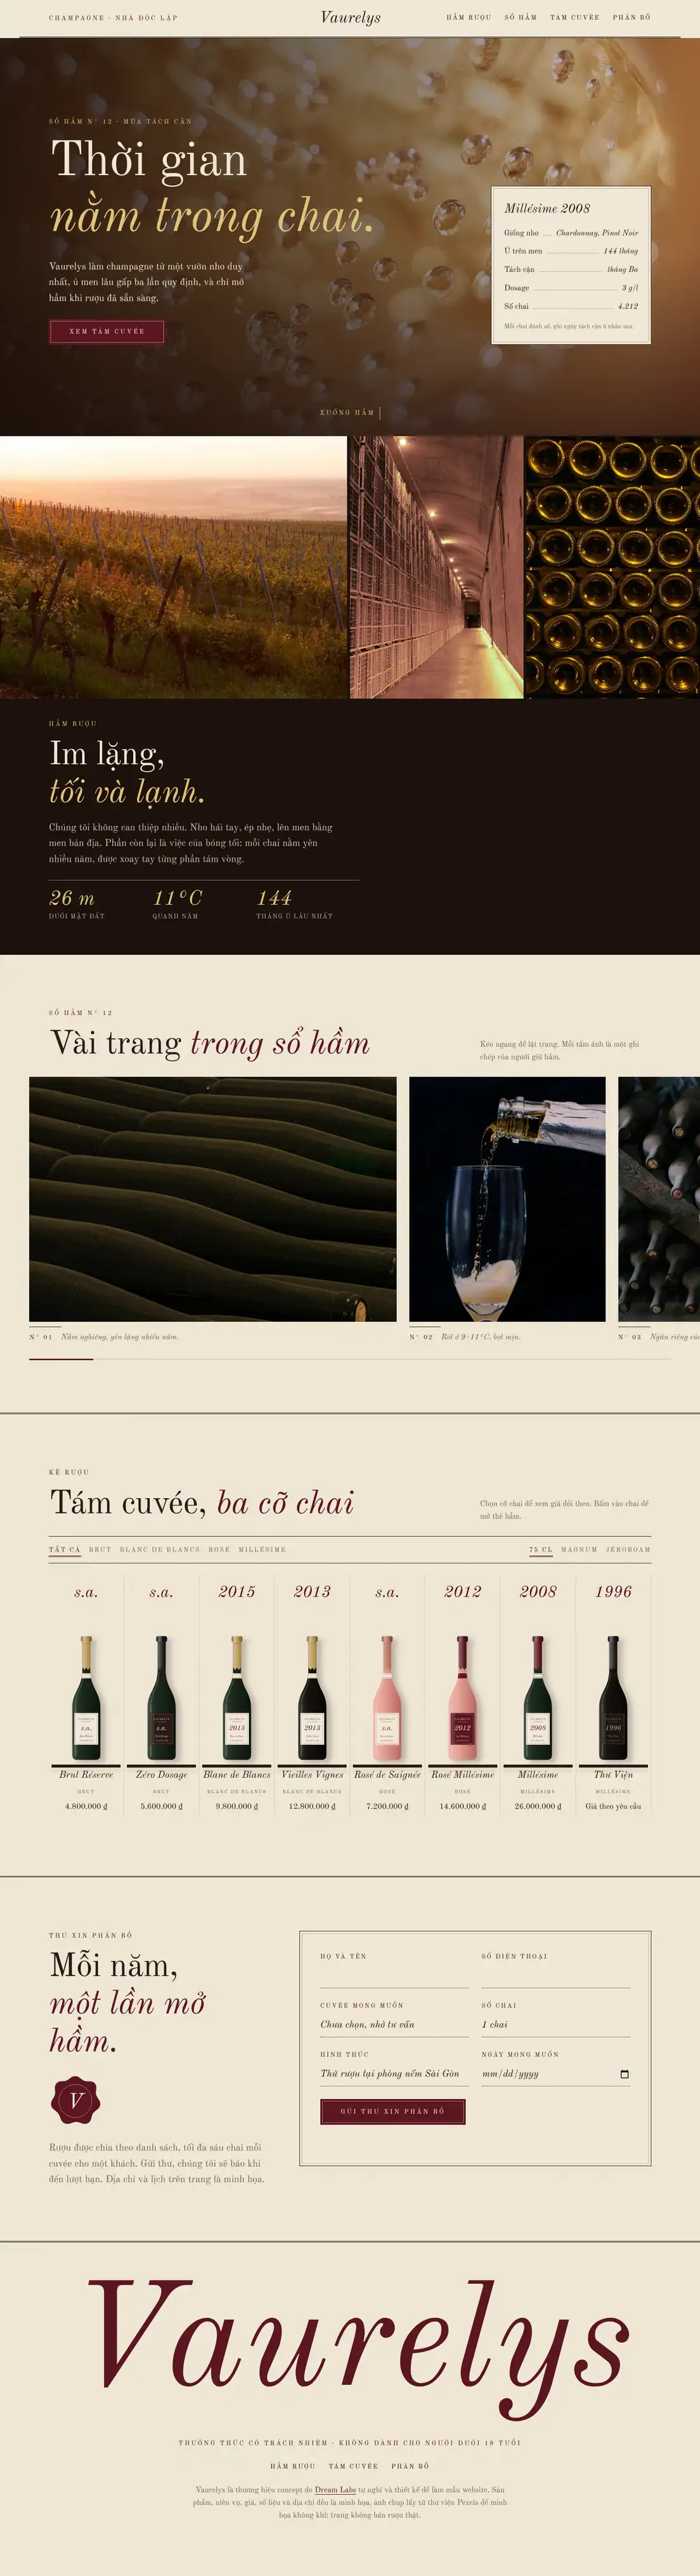 CHAMPAGNE · NHÀ ĐỘC LẬP
Vaurelys
HẦM RƯỢU SỔ HẦM TÁM CUVÉE PHÂN BỔ
SỔ HẦM N° 12 · MÙA TÁCH CẶN
Thời gian
nằm trong chai.
Vaurelys làm champagne từ một vườn nho duy
nhất, ủ men lâu gấp ba lần quy định, và chỉ mở
hầm khi rượu đã sẵn sàng.
XEM TÁM CUVÉE
Millésime 2008
Giống nho Chardonnay, Pinot Noir
Ủ trên men 144 tháng
Tách cặn tháng Ba
Dosage 3 g/l
Số chai 4.212
Mỗi chai đánh số, ghi ngày tách cặn ở nhãn sau.
XUỐNG HẦM
HẦM RƯỢU
Im lặng,
tối và lạnh.
Chúng tôi không can thiệp nhiều. Nho hái tay, ép nhẹ, lên men bằng
men bản địa. Phần còn lại là việc của bóng tối: mỗi chai nằm yên
nhiều năm, được xoay tay từng phần tám vòng.
26 m 11°C 144
DƯỚI MẶT ĐẤT QUANH NĂM THÁNG Ủ LÂU NHẤT
SỔ HẦM N° 12
Vài trang trong sổ hầm
Kéo ngang để lật trang. Mỗi tấm ảnh là một ghi
chép của người giữ hầm.
N° 01 Nằm nghiêng, yên lặng nhiều năm.
N° 02 Rót ở 9–11°C, bọt mịn.
N° 03 Ngăn riêng
KỆ RƯỢU
Tám cuvée, ba cỡ chai
Chọn cỡ chai để xem giá đổi theo. Bấm vào chai để
mở thẻ hầm.
TẤT CẢ BRUT BLANC DE BLANCS ROSÉ MILLÉSIME
75 CL MAGNUM JÉROBOAM
s.a. s.a. 2015 2013 s.a. 2012 2008 1996
s.a. s.a. 2015 2013 s.a. 2012 2008 1996
Brut Réserve Zéro Dosage Blanc de Blancs Vieilles Vignes Rosé de Saignée Rosé Millésime Millésime Thư Viện
BRUT BRUT BLANC DE BLANCS BLANC DE BLANCS ROSÉ ROSÉ MILLÉSIME MILLÉSIME
4.800.000 ₫ 5.600.000 ₫ 9.800.000 ₫ 12.800.000 ₫ 7.200.000 ₫ 14.600.000 ₫ 26.000.000 ₫ Giá theo yêu cầu
THƯ XIN PHÂN BỔ
Mỗi năm,
một lần mở
hầm.
V
Rượu được chia theo danh sách, tối đa sáu chai mỗi
cuvée cho một khách. Gửi thư, chúng tôi sẽ báo khi
đến lượt bạn. Địa chỉ và lịch trên trang là minh họa.
HỌ VÀ TÊN SỐ ĐIỆN THOẠI
CUVÉE MONG MUỐN SỐ CHAI
Chưa chọn, nhờ tư vấn 1 chai
HÌNH THỨC NGÀY MONG MUỐN
Thử rượu tại phòng nếm Sài Gòn mm/dd/yyyy
GỬI THƯ XIN PHÂN BỔ
Vaurelys
THƯỞNG THỨC CÓ TRÁCH NHIỆM · KHÔNG DÀNH CHO NGƯỜI DƯỚI 18 TUỔI
HẦM RƯỢU TÁM CUVÉE PHÂN BỔ
Vaurelys là thương hiệu concept do Dream Labs tự nghĩ và thiết kế để làm mẫu website. Sản
phẩm, niên vụ, giá, số liệu và địa chỉ đều là minh họa, ảnh chụp lấy từ thư viện Pexels để minh
họa không khí; trang không bán rượu thật.